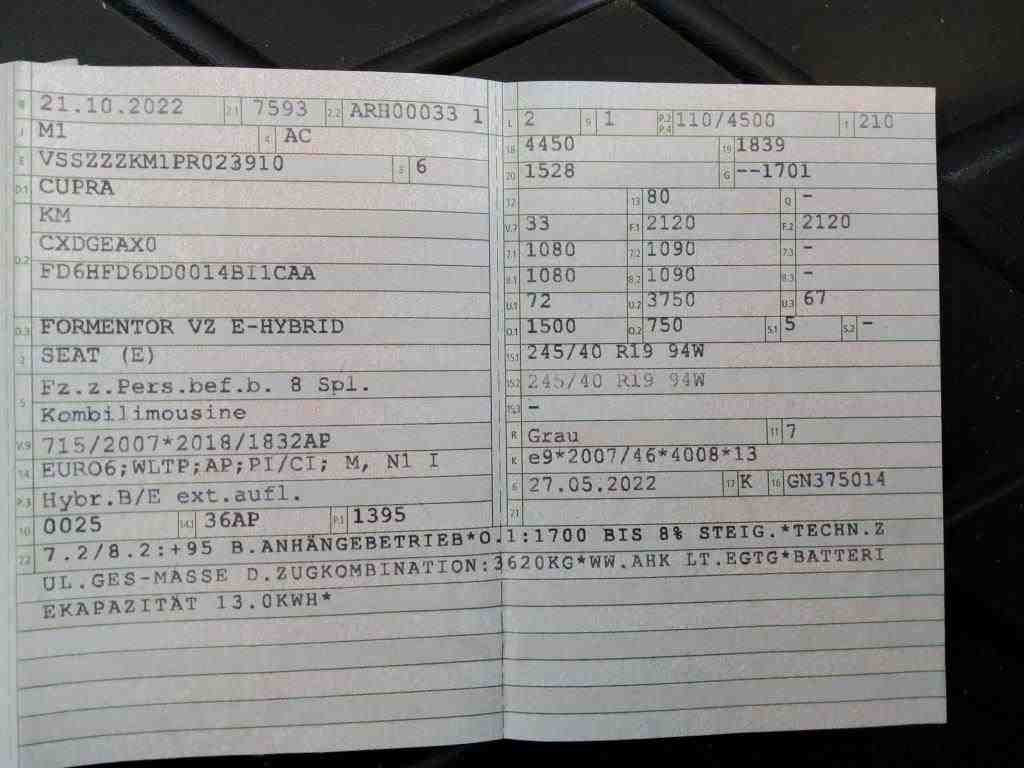 B 21.10.2022 2.1 7593 2.2 ARH00033 1
J M1 4 AC
E VSSZZZKM1PR023910 3 6
D.1 CUPRA
KM
D.2 CXDGEAX0
FD6HFD6DD0014BI1CAA
D.3 FORMENTOR VZ E-HYBRID
2 SEAT (E)
5 Fz.z.Pers.bef.b. 8 Spl.
Kombilimousine
V.9 715/2007*2018/1832AP
14 EURO6;WLTP;AP;PI/CI; M, N1 I
P.3 Hybr.B/E ext.aufl.
10 0025 14.1 36AP P.1 1395
L 2 9 1 P.2 P.4 110/4500 T 210
18 4450 19 1839
20 1528 G --1701
12 13 80 Q -
V.7 33 F.1 2120 F.2 2120
7.1 1080 7.2 1090 7.3 -
8.1 1080 8.2 1090 8.3 -
U.1 72 U.2 3750 U.3 67
O.1 1500 O.2 750 S.1 5 S.2 -
15.1 245/40 R19 94W
15.2 245/40 R19 94W
15.3 -
R Grau 11 7
K e9*2007/46*4008*13
6 27.05.2022 17 K 16 GN375014
21
22 7.2/8.2:+95 B.ANHÄNGEBETRIEB*O.1:1700 BIS 8% STEIG.*TECHN.Z
UL.GES-MASSE D.ZUGKOMBINATION:3620KG*WW.AHK LT.EGTG*BATTERI
EKAPAZITÄT 13.0KWH*